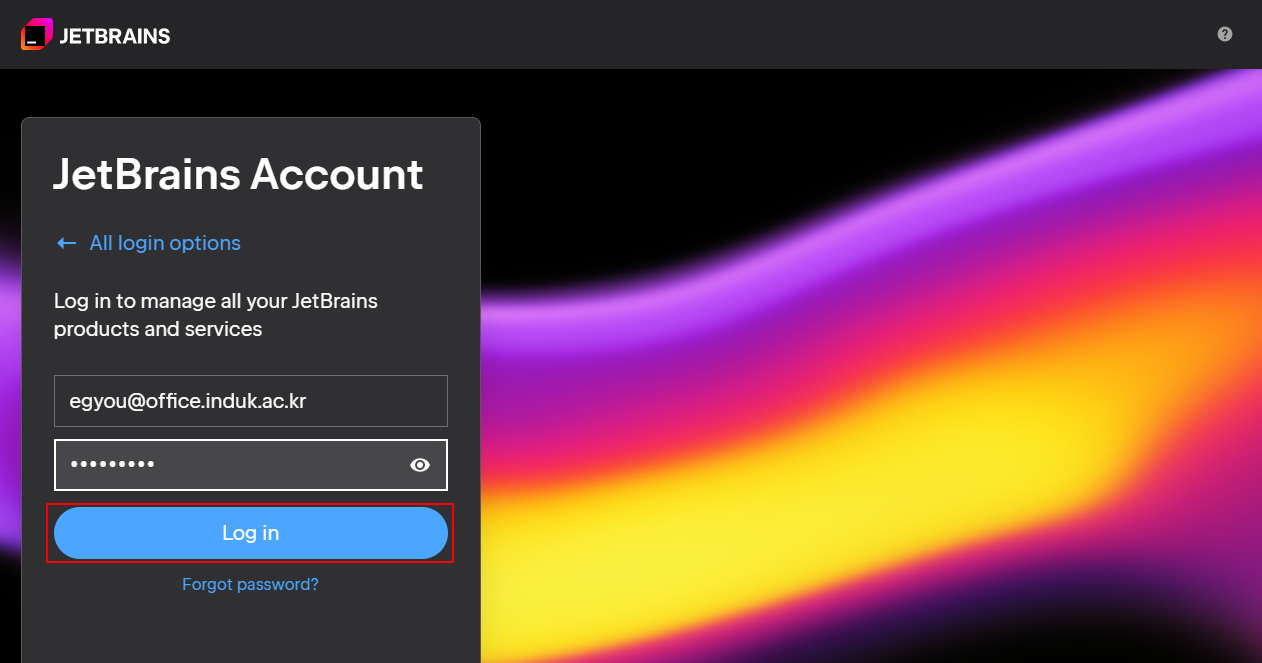 JETBRAINS
JetBrains Account
All login options
Log in to manage all your JetBrains
products and services
egyou@office.induk.ac.kr
•••••••••
Log in
Forgot password?